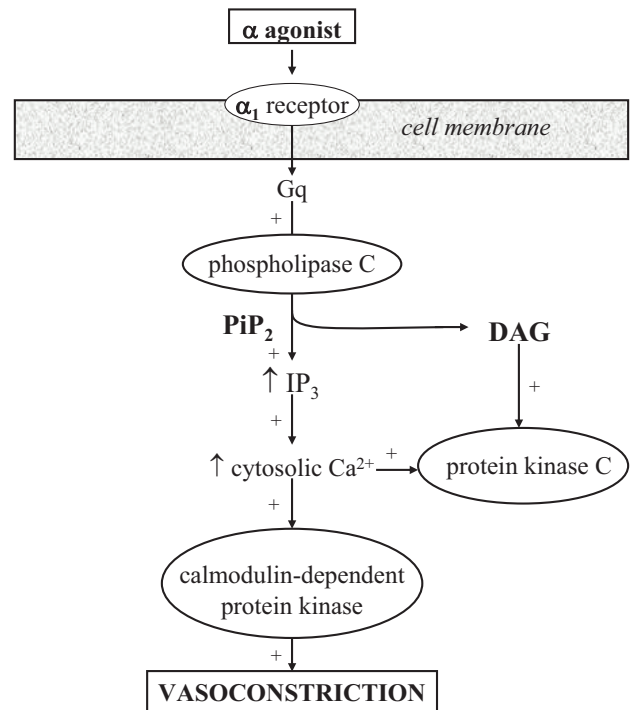 α agonist
α₁ receptor
cell membrane
Gq
+
phospholipase C
PiP₂
DAG
+
↑ IP₃
+
+
↑ cytosolic Ca²⁺
+
protein kinase C
+
calmodulin-dependent
protein kinase
+
VASOCONSTRICTION